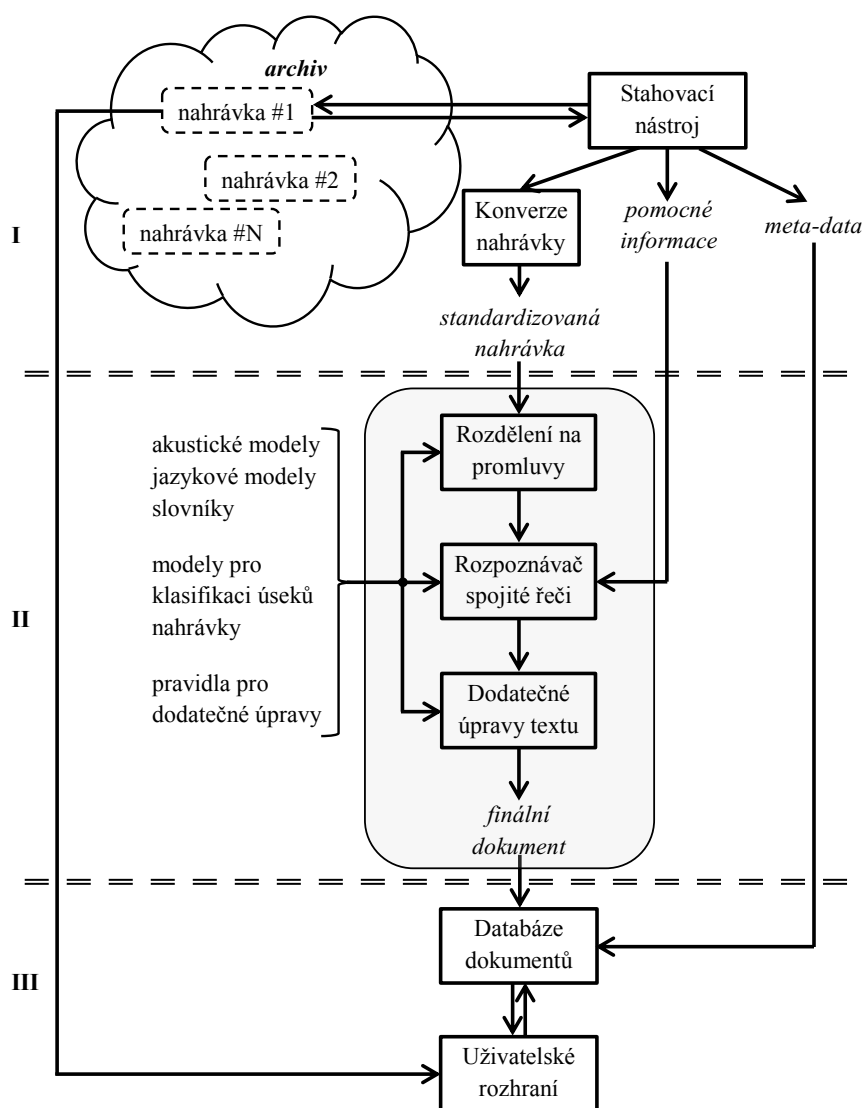 archiv
nahrávka #1
nahrávka #2
nahrávka #N
Stahovací
nástroj
I
Konverze
nahrávky
pomocné
informace
meta-data
standardizovaná
nahrávka
II
akustické modely
jazykové modely
slovníky
modely pro
klasifikaci úseků
nahrávky
pravidla pro
dodatečné úpravy
Rozdělení na
promluvy
Rozpoznávač
spojité řeči
Dodatečné
úpravy textu
finální
dokument
III
Databáze
dokumentů
Uživatelské
rozhraní